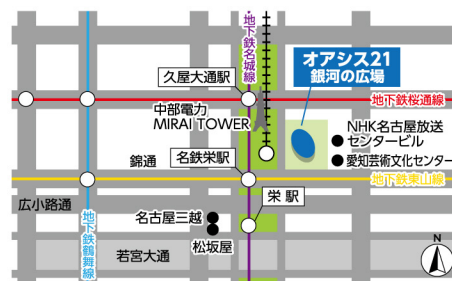 地下鉄名城線
オアシス21
銀河の広場
久屋大通駅
地下鉄桜通線
中部電力
MIRAI TOWER
NHK名古屋放送
センタービル
愛知芸術文化センター
錦通
名鉄栄駅
地下鉄東山線
広小路通
栄 駅
名古屋三越
松坂屋
地下鉄鶴舞線
若宮大通
N